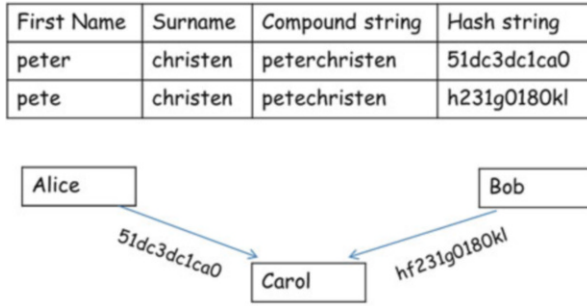 First Name Surname Compound string Hash string
peter christen peterchristen 51dc3dc1ca0
pete christen petechristen h231g0180kl
Alice
Bob
51dc3dc1ca0
hf231g0180kl
Carol